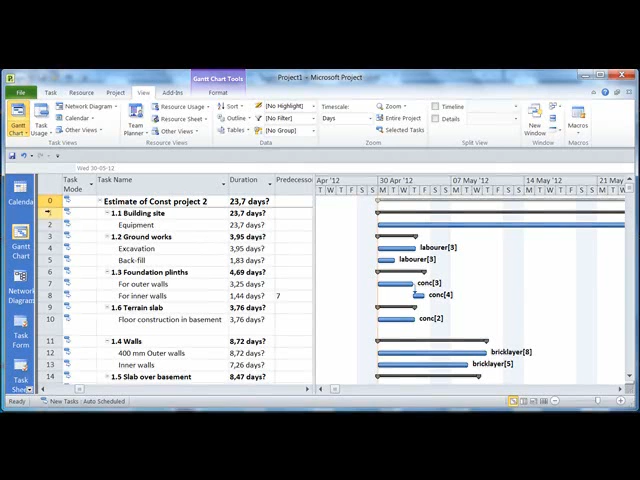 Gantt Chart Tools
Project1 – Microsoft Project
File Task Resource Project View Add-Ins Format
Gantt Chart
Task Usage
Network Diagram
Calendar
Other Views
Task Views
Team Planner
Resource Usage
Resource Sheet
Other Views
Resource Views
Sort
Outline
Tables
[No Highlight]
[No Filter]
[No Group]
Data
Timescale:
Days
Zoom
Entire Project
Selected Tasks
Zoom
Timeline
Details
Split View
New Window
Window
Macros
Macros
Wed 30-05-12
Task Mode Task Name Duration Predecessor
Apr '12 30 Apr '12 07 May '12 14 May '12 21 May
T W T F S S M T W T F S S M T W T F S S M T W T F S S M T W
Calenda
Gantt Chart
Network Diagram
Task Form
Task Shee
0 Estimate of Const project 2 23,7 days?
1 1.1 Building site 23,7 days?
2 Equipment 23,7 days?
3 1.2 Ground works 3,95 days?
4 Excavation 3,95 days? labourer[3]
5 Back-fill 1,83 days? labourer[3]
6 1.3 Foundation plinths 4,69 days?
7 For outer walls 3,25 days? conc[3]
8 For inner walls 1,44 days? 7 conc[4]
9 1.6 Terrain slab 3,76 days?
10 Floor construction in basement 3,76 days? conc[2]
11 1.4 Walls 8,72 days?
12 400 mm Outer walls 8,72 days? bricklayer[8]
13 Inner walls 7,26 days? bricklayer[5]
14 1.5 Slab over basement 8,47 days?
Ready New Tasks : Auto Scheduled